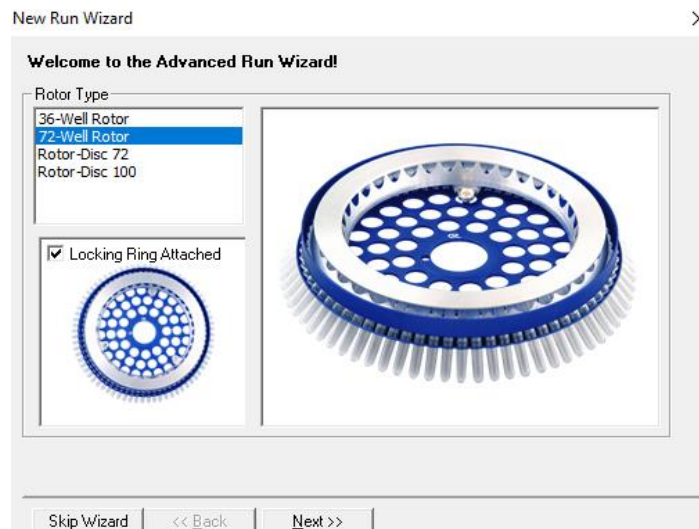 New Run Wizard
Welcome to the Advanced Run Wizard!
Rotor Type
36-Well Rotor
72-Well Rotor
Rotor-Disc 72
Rotor-Disc 100
Locking Ring Attached
Skip Wizard
<< Back
Next >>